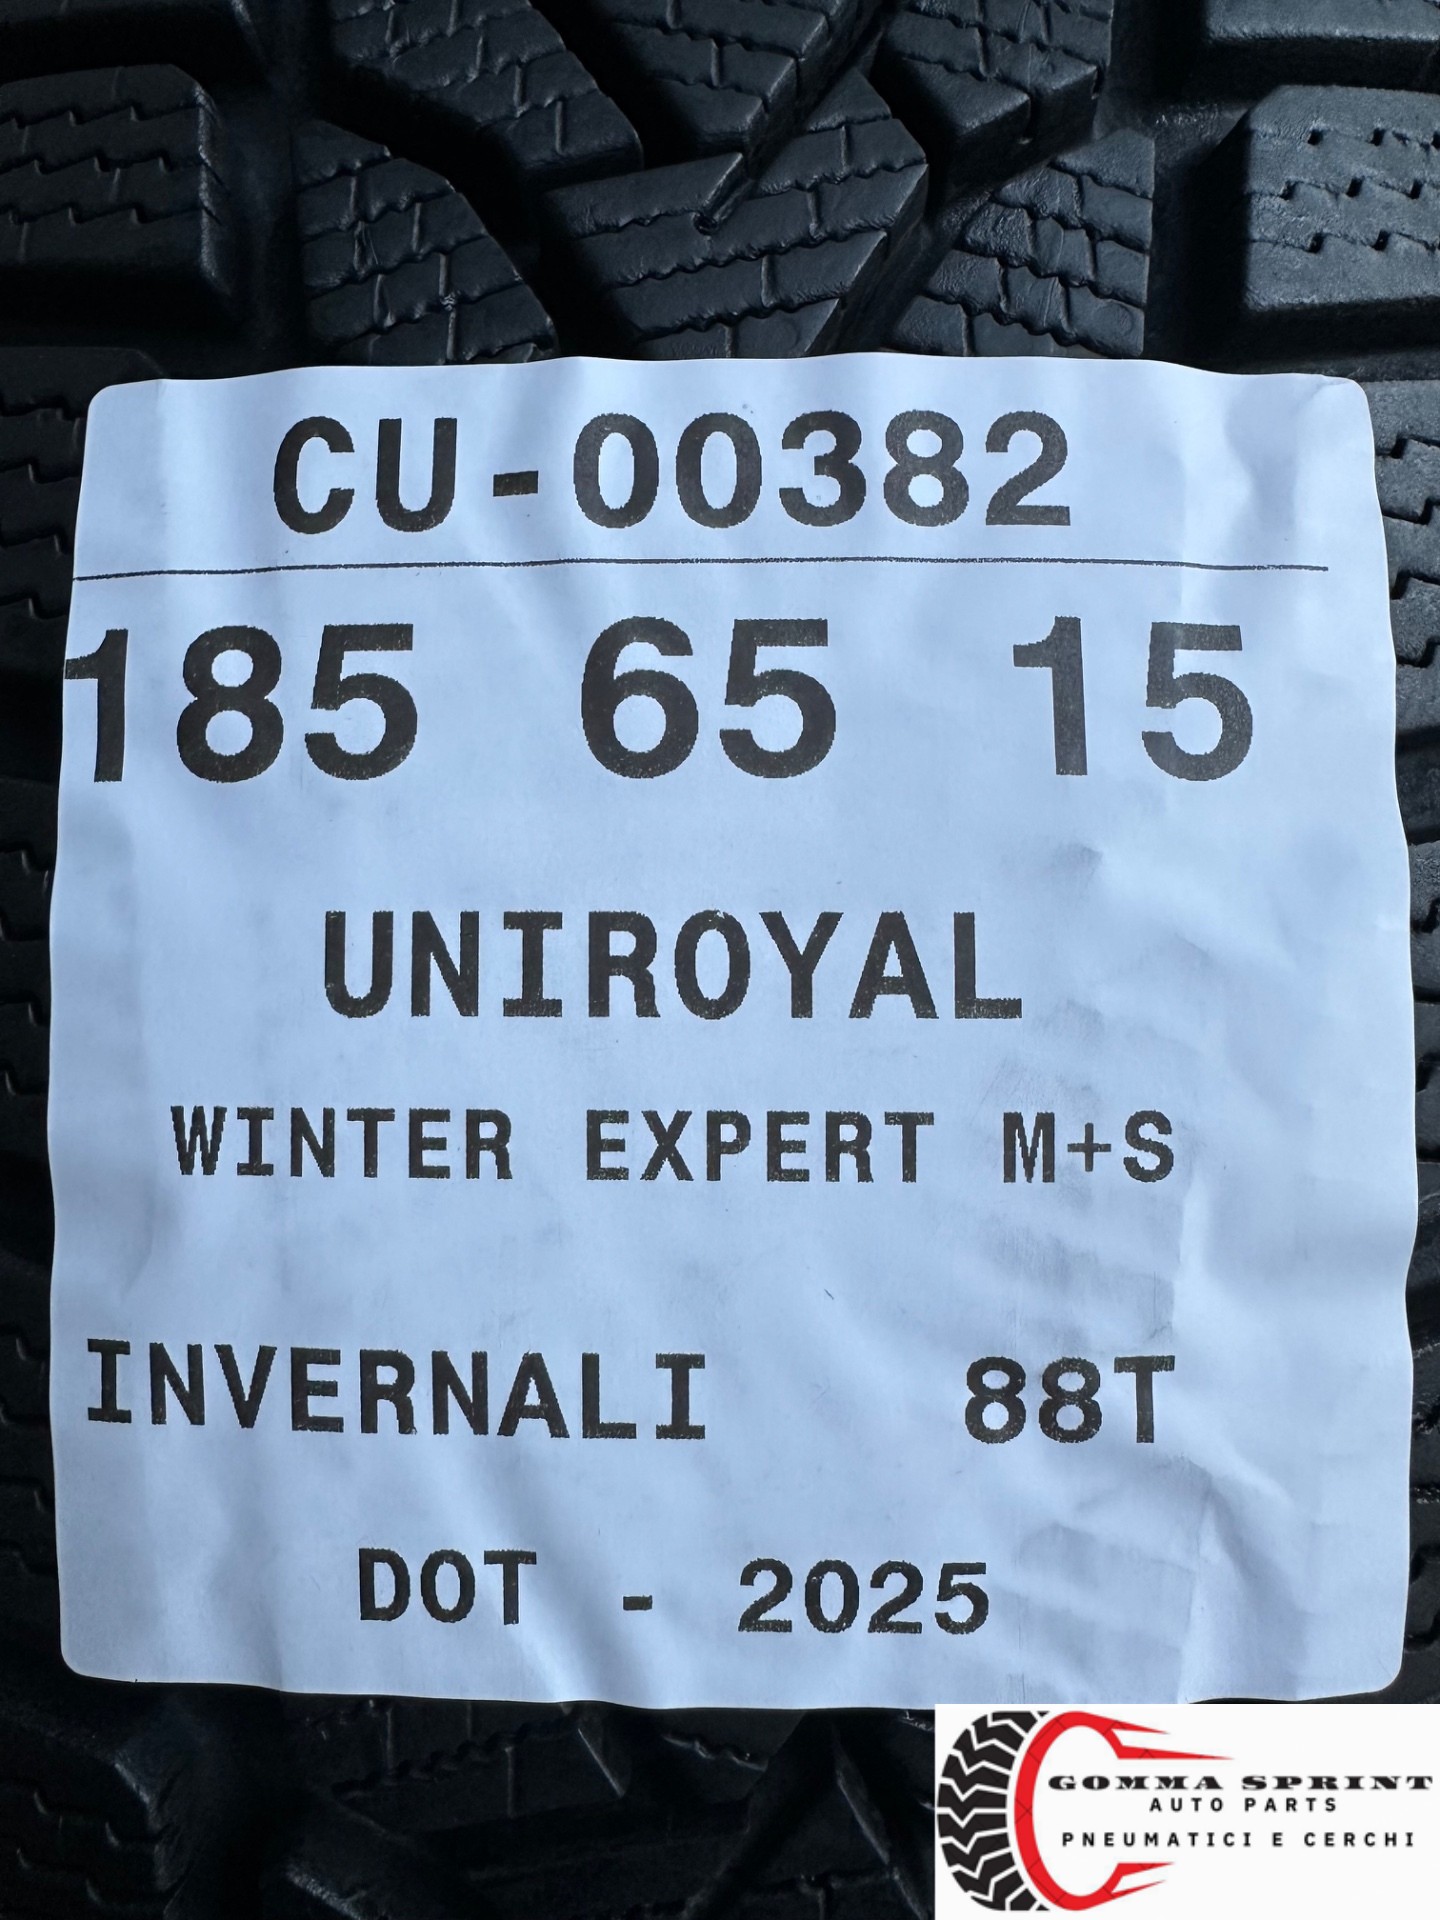 CU-00382
185 65 15
UNIROYAL
WINTER EXPERT M+S
INVERNALI 88T
DOT - 2025
GOMMA SPRINT
AUTO PARTS
PNEUMATICI E CERCHI